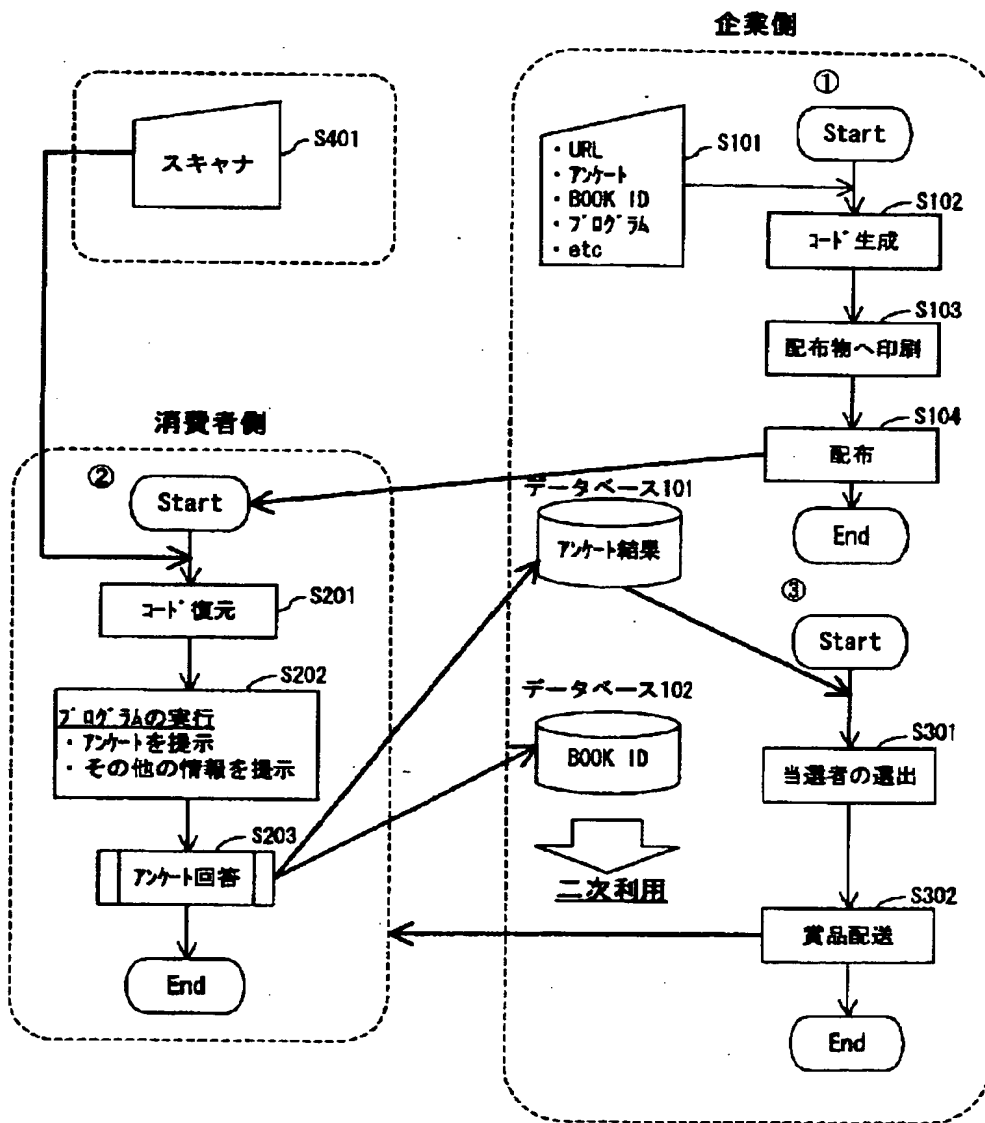 企業側
①
Start
S101
・URL
・アンケート
・BOOK ID
・プログラム
・etc
S102
コード生成
S103
配布物へ印刷
S104
配布
End
S401
スキャナ
消費者側
②
Start
S201
コード復元
S202
プログラムの実行
・アンケートを提示
・その他の情報を提示
S203
アンケート回答
End
データベース101
アンケート結果
データベース102
BOOK ID
二次利用
③
Start
S301
当選者の選出
S302
賞品配送
End